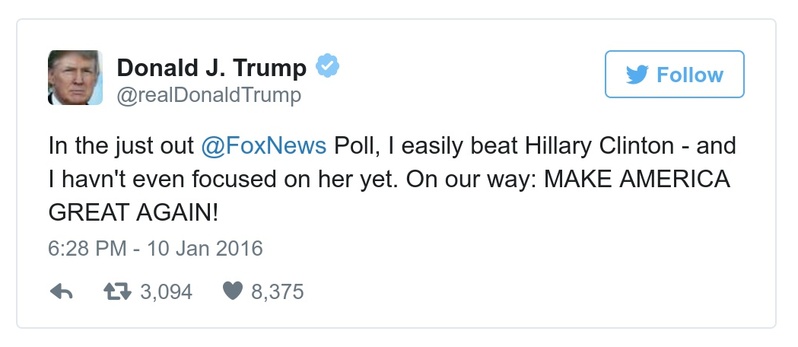 Donald J. Trump
@realDonaldTrump
Follow
In the just out @FoxNews Poll, I easily beat Hillary Clinton - and
I havn't even focused on her yet. On our way: MAKE AMERICA
GREAT AGAIN!
6:28 PM - 10 Jan 2016
3,094 8,375